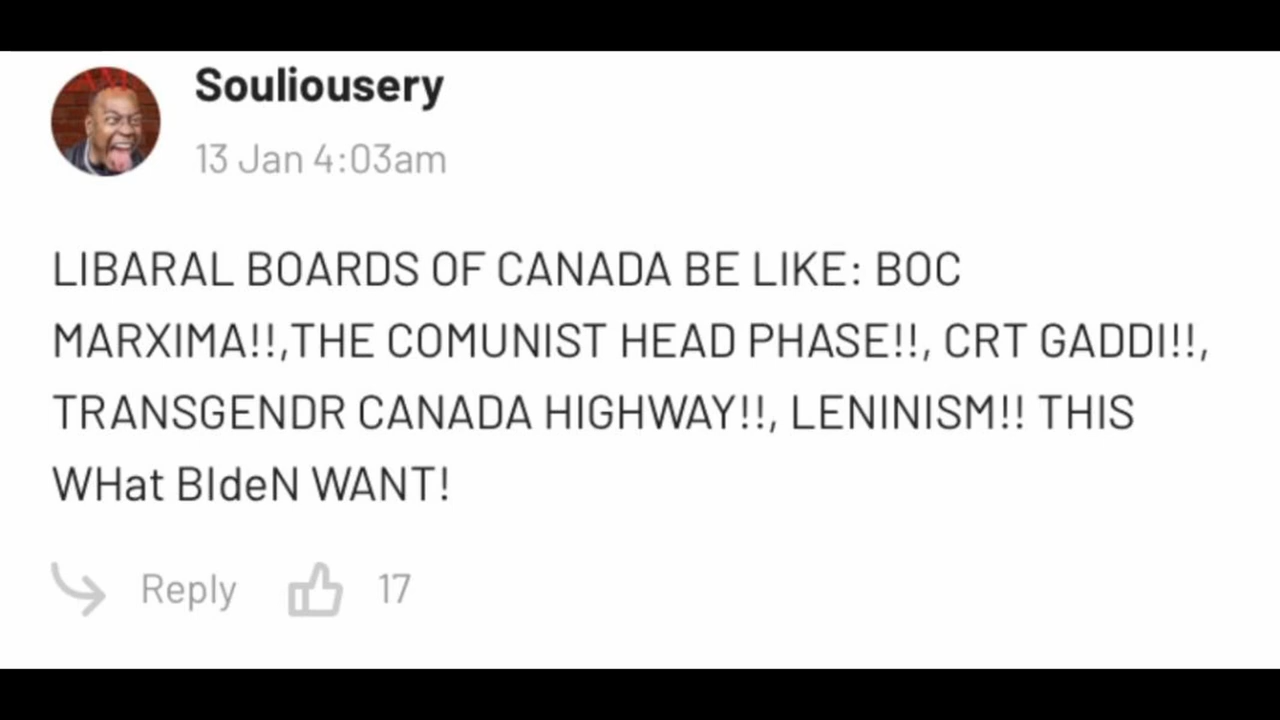 Souliousery
13 Jan 4:03am
LIBARAL BOARDS OF CANADA BE LIKE: BOC
MARXIMA!!,THE COMUNIST HEAD PHASE!!, CRT GADDI!!,
TRANSGENDR CANADA HIGHWAY!!, LENINISM!! THIS
WHat BIdeN WANT!
Reply 17